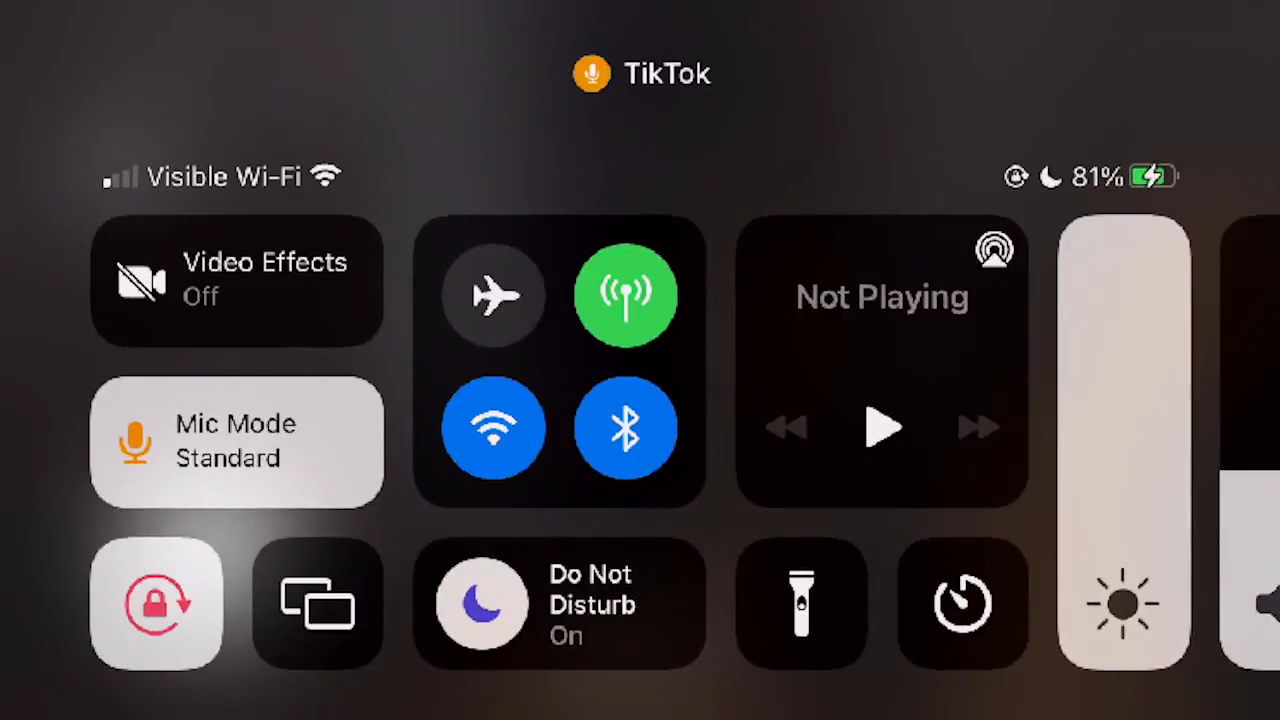 TikTok
Visible Wi-Fi
81%
Video Effects
Off
Not Playing
Mic Mode
Standard
Do Not
Disturb
On